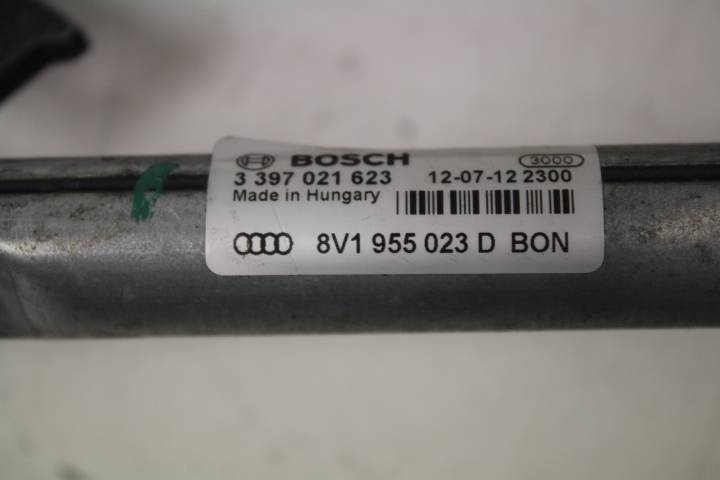 BOSCH 3000
3 397 021 623 12-07-12 2300
Made in Hungary
8V1 955 023 D BON